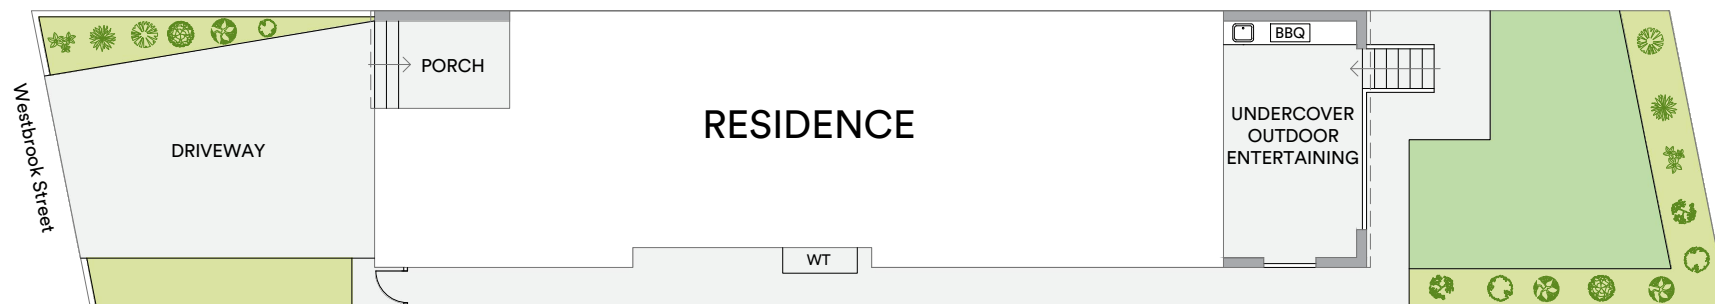 Westbrook Street
DRIVEWAY
PORCH
RESIDENCE
WT
BBQ
UNDERCOVER
OUTDOOR
ENTERTAINING